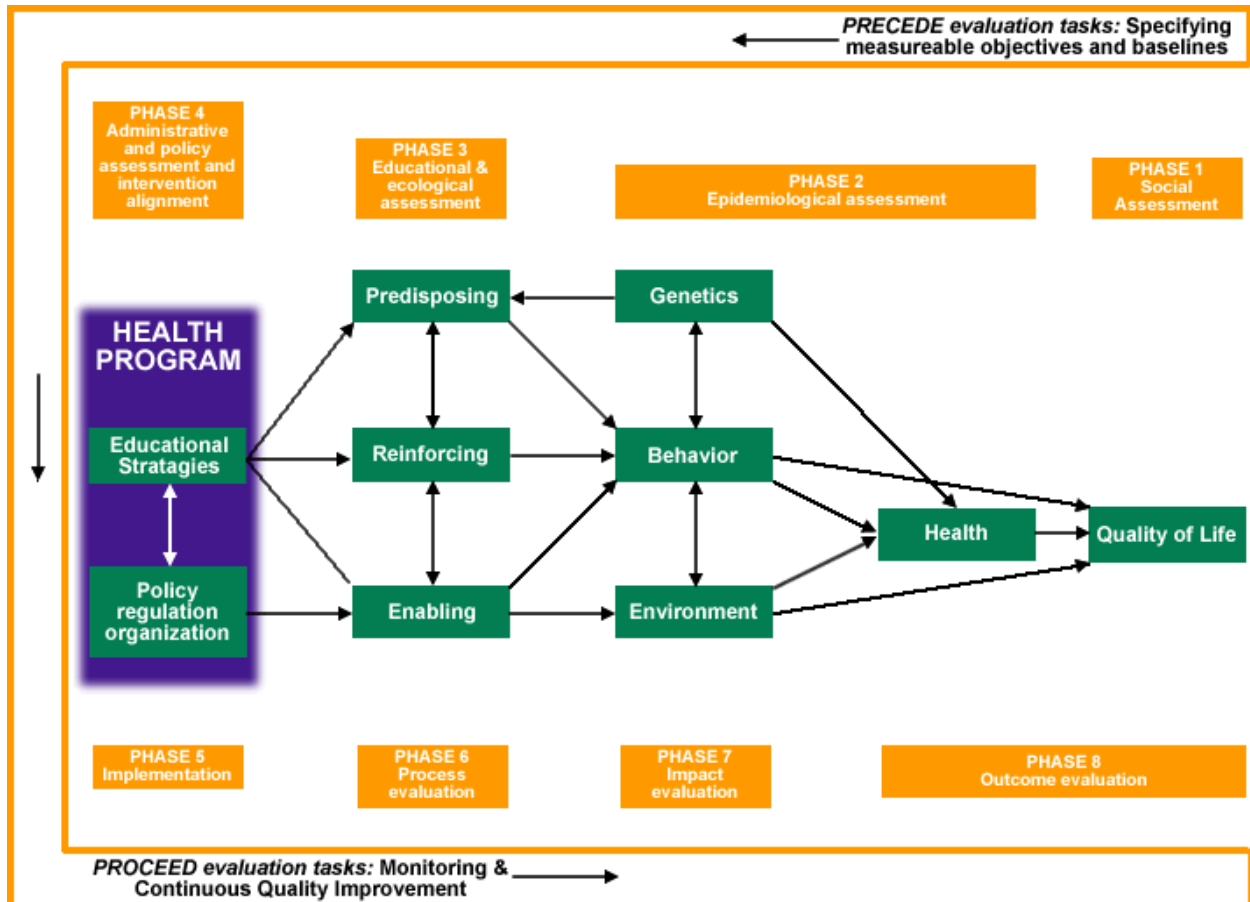 PRECEDE evaluation tasks: Specifying
measureable objectives and baselines
PHASE 4
Administrative
and policy
assessment and
intervention
alignment
PHASE 3
Educational &
ecological
assessment
PHASE 2
Epidemiological assessment
PHASE 1
Social
Assessment
HEALTH
PROGRAM
Predisposing
Genetics
Educational
Stratagies
Reinforcing
Behavior
Health
Quality of Life
Policy
regulation
organization
Enabling
Environment
PHASE 5
Implementation
PHASE 6
Process
evaluation
PHASE 7
Impact
evaluation
PHASE 8
Outcome evaluation
PROCEED evaluation tasks: Monitoring &
Continuous Quality Improvement